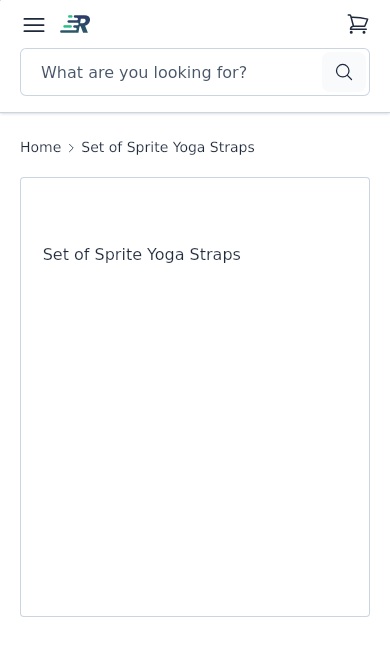 R
What are you looking for?
Home > Set of Sprite Yoga Straps
Set of Sprite Yoga Straps